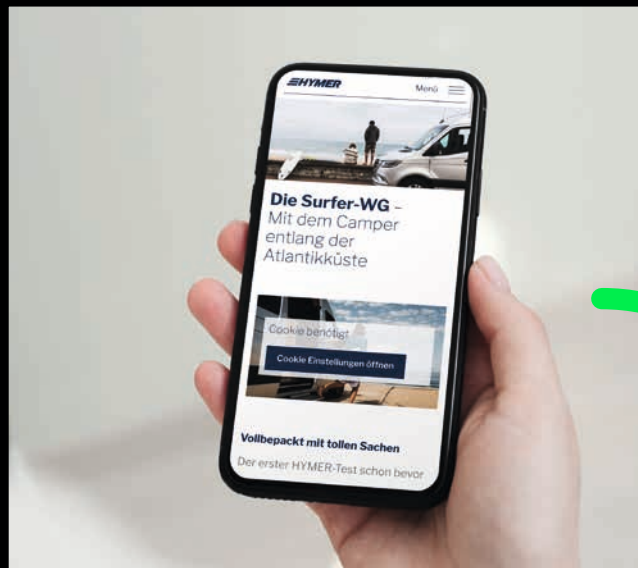 HYMER
Menü
Die Surfer-WG –
Mit dem Camper
entlang der
Atlantikküste
Cookie benötigt
Cookie Einstellungen öffnen
Vollbepackt mit tollen Sachen
Der erster HYMER-Test schon bevor